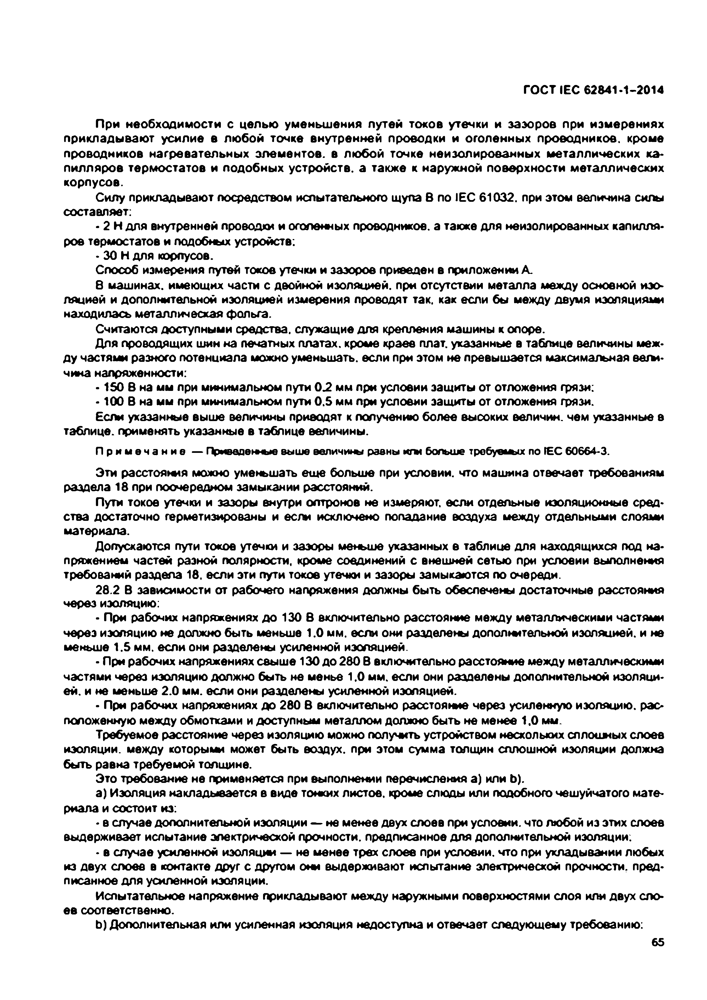 ГОСТ IEC 62841-1–2014
При необходимости с целью уменьшения путей токов утечки и зазоров при измерениях
прикладывают усилие в любой точке внутренней проводки и оголенных проводников, кроме
проводников нагревательных элементов, в любой точке неизолированных металлических ка-
пилляров термостатов и подобных устройств, а также к наружной поверхности металлических
корпусов.
Силу прикладывают посредством испытательного щупа В по IEC 61032, при этом величина силы
составляет:
- 2 Н для внутренней проводки и оголенных проводников, а также для неизолированных капилля-
ров термостатов и подобных устройств;
- 30 Н для корпусов.
Способ измерения путей токов утечки и зазоров приведен в приложении А.
В машинах, имеющих части с двойной изоляцией, при отсутствии металла между основной изо-
ляцией и дополнительной изоляцией измерения проводят так, как если бы между двумя изоляциями
находилась металлическая фольга.
Считаются доступными средства, служащие для крепления машины к опоре.
Для проводящих шин на печатных платах, кроме краев плат, указанные в таблице величины меж-
ду частями разного потенциала можно уменьшать, если при этом не превышается максимальная вели-
чина напряженности:
- 150 В на мм при минимальном пути 0,2 мм при условии защиты от отложения грязи;
- 100 В на мм при минимальном пути 0,5 мм при условии защиты от отложения грязи.
Если указанные выше величины приводят к получению более высоких величин, чем указанные в
таблице, применять указанные в таблице величины.
Примечание — Приведенные выше величины равны или больше требуемых по IEC 60664-3.
Эти расстояния можно уменьшать еще больше при условии, что машина отвечает требованиям
раздела 18 при поочередном замыкании расстояний.
Пути токов утечки и зазоры внутри оптронов не измеряют, если отдельные изоляционные сред-
ства достаточно герметизированы и если исключено попадание воздуха между отдельными слоями
материала.
Допускаются пути токов утечки и зазоры меньше указанных в таблице для находящихся под на-
пряжением частей разной полярности, кроме соединений с внешней сетью при условии выполнения
требований раздела 18, если эти пути токов утечки и зазоры замыкаются по очереди.
28.2 В зависимости от рабочего напряжения должны быть обеспечены достаточные расстояния
через изоляцию:
- При рабочих напряжениях до 130 В включительно расстояние между металлическими частями
через изоляцию не должно быть меньше 1,0 мм, если они разделены дополнительной изоляцией, и не
меньше 1,5 мм, если они разделены усиленной изоляцией.
- При рабочих напряжениях свыше 130 до 280 В включительно расстояние между металлическими
частями через изоляцию должно быть не менье 1,0 мм, если они разделены дополнительной изоляци-
ей, и не меньше 2,0 мм, если они разделены усиленной изоляцией.
- При рабочих напряжениях до 280 В включительно расстояние через усиленную изоляцию, рас-
положенную между обмотками и доступным металлом должно быть не менее 1,0 мм.
Требуемое расстояние через изоляцию можно получить устройством нескольких сплошных слоев
изоляции, между которыми может быть воздух, при этом сумма толщин сплошной изоляции должна
быть равна требуемой толщине.
Это требование не применяется при выполнении перечисления а) или b).
а) Изоляция накладывается в виде тонких листов, кроме слюды или подобного чешуйчатого мате-
риала и состоит из:
- в случае дополнительной изоляции — не менее двух слоев при условии, что любой из этих слоев
выдерживает испытание электрической прочности, предписанное для дополнительной изоляции;
- в случае усиленной изоляции — не менее трех слоев при условии, что при укладывании любых
из двух слоев в контакте друг с другом они выдерживают испытание электрической прочности, пред-
писанное для усиленной изоляции.
Испытательное напряжение прикладывают между наружными поверхностями слоя или двух сло-
ев соответственно.
b) Дополнительная или усиленная изоляция недоступна и отвечает следующему требованию:
65